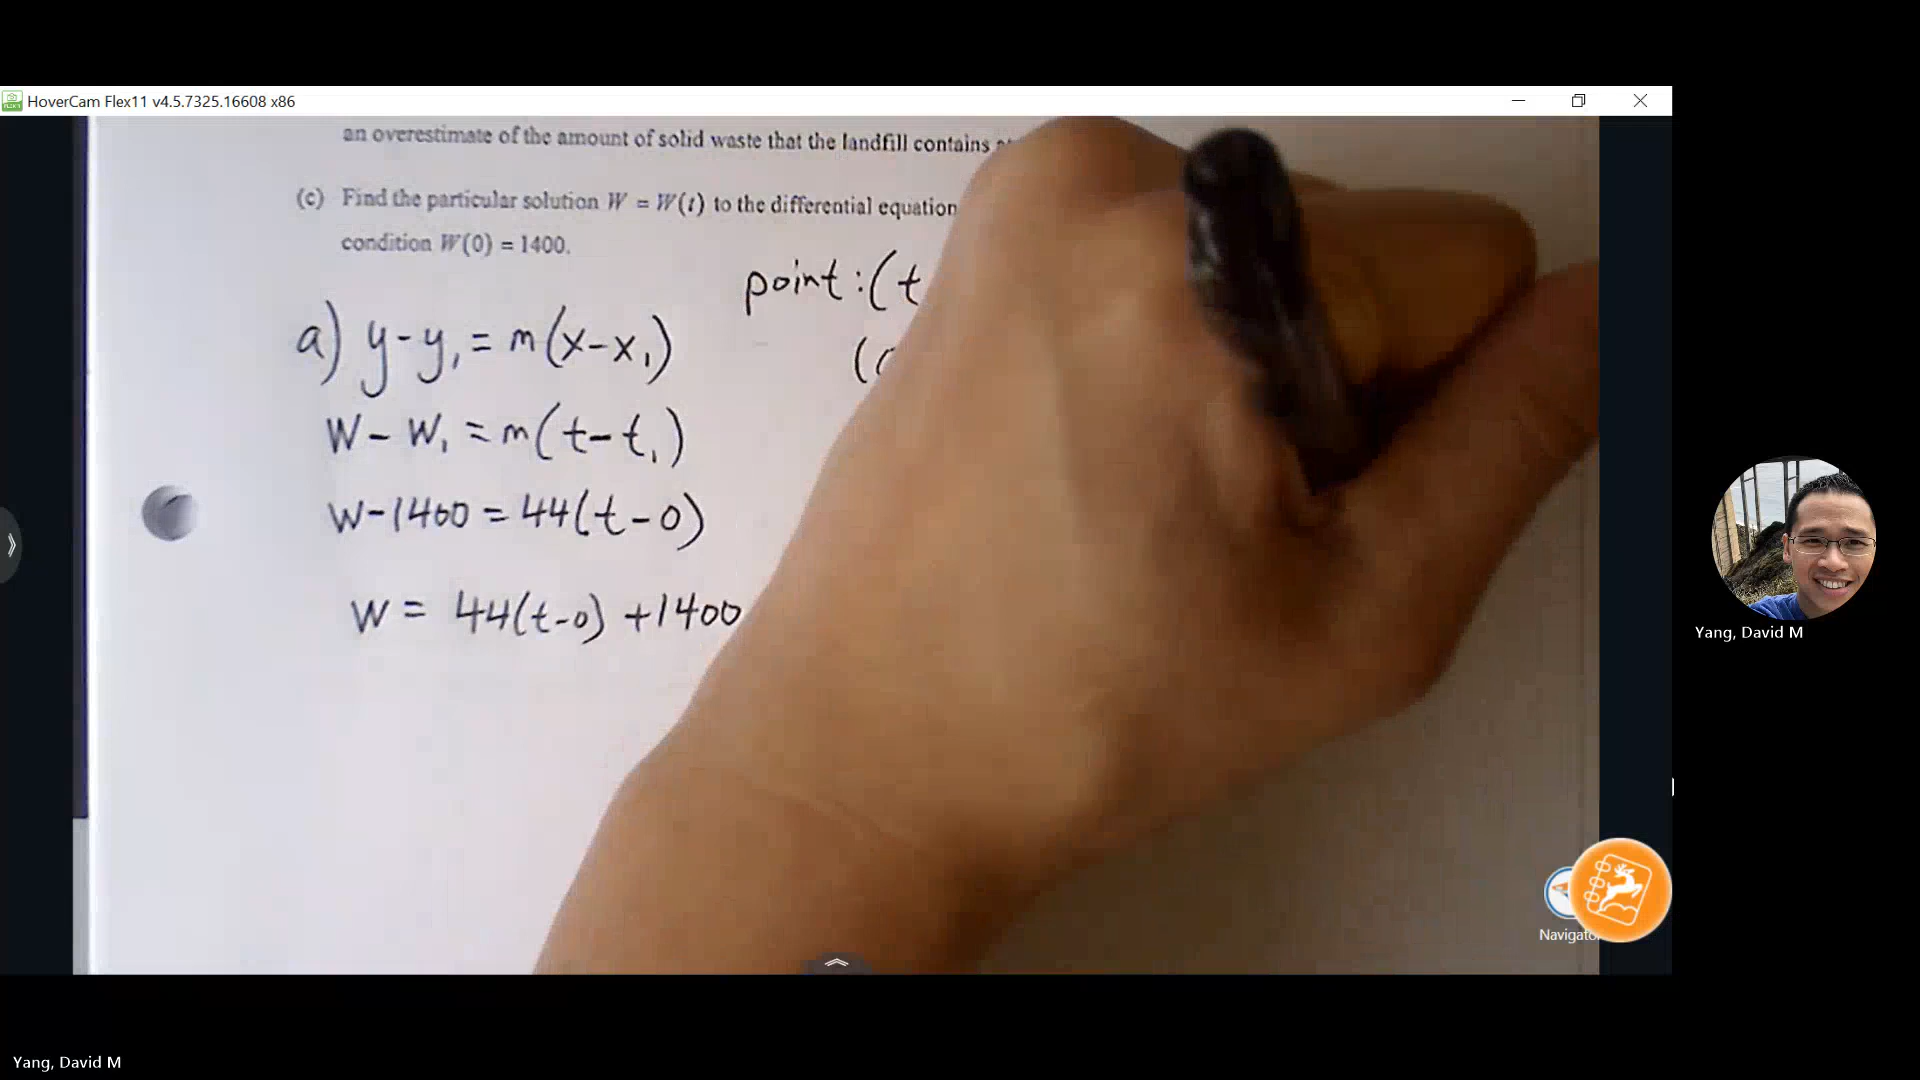 HoverCam Flex11 v4.5.7325.16608 x86
an overestimate of the amount of solid waste that the landfill contains
(c) Find the particular solution W = W(t) to the differential equation
condition W(0) = 1400.
point:(t
(
a) y-y₁ = m(x-x₁)
W- W₁ = m(t-t₁)
W-1400 = 44(t-0)
W = 44(t-0) +1400
Yang, David M
Navigato
Yang, David M